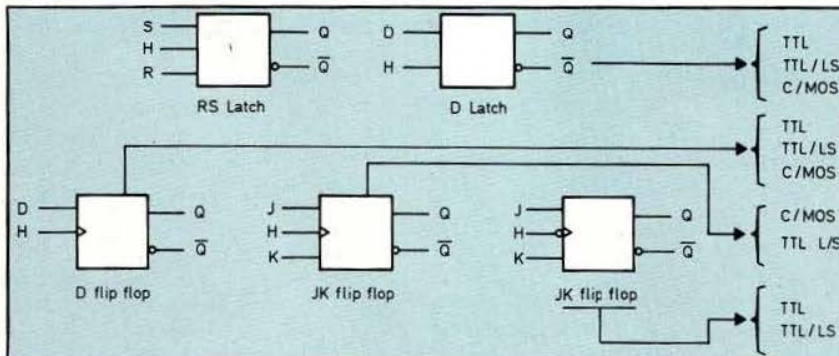 S
H
R
Q
Q̅
RS Latch
D
H
Q
Q̅
D Latch
TTL
TTL/LS
C/MOS
TTL
TTL/LS
C/MOS
D
H
Q
Q̅
D flip flop
J
H
K
Q
Q̅
JK flip flop
J
H
K
Q
Q̅
JK flip flop
C/MOS
TTL L/S
TTL
TTL/LS